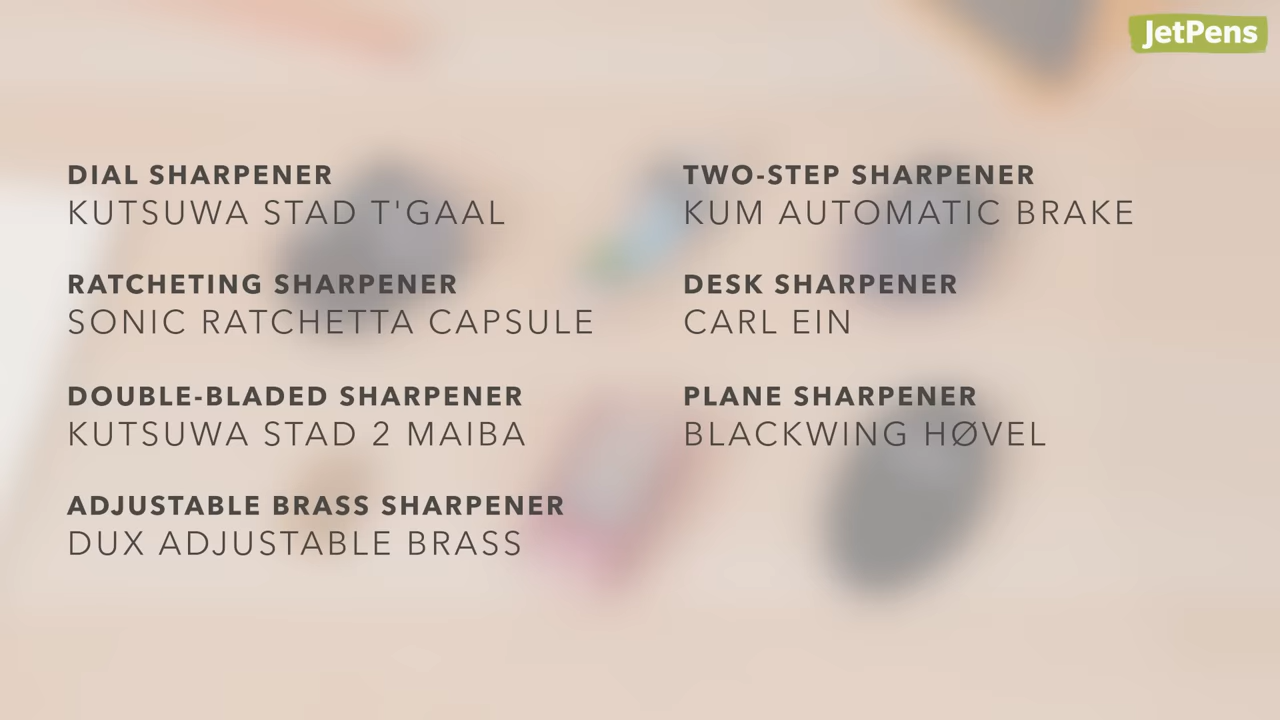 JetPens
DIAL SHARPENER
KUTSUWA STAD T'GAAL
RATCHETING SHARPENER
SONIC RATCHETTA CAPSULE
DOUBLE-BLADED SHARPENER
KUTSUWA STAD 2 MAIBA
ADJUSTABLE BRASS SHARPENER
DUX ADJUSTABLE BRASS
TWO-STEP SHARPENER
KUM AUTOMATIC BRAKE
DESK SHARPENER
CARL EIN
PLANE SHARPENER
BLACKWING HØVEL